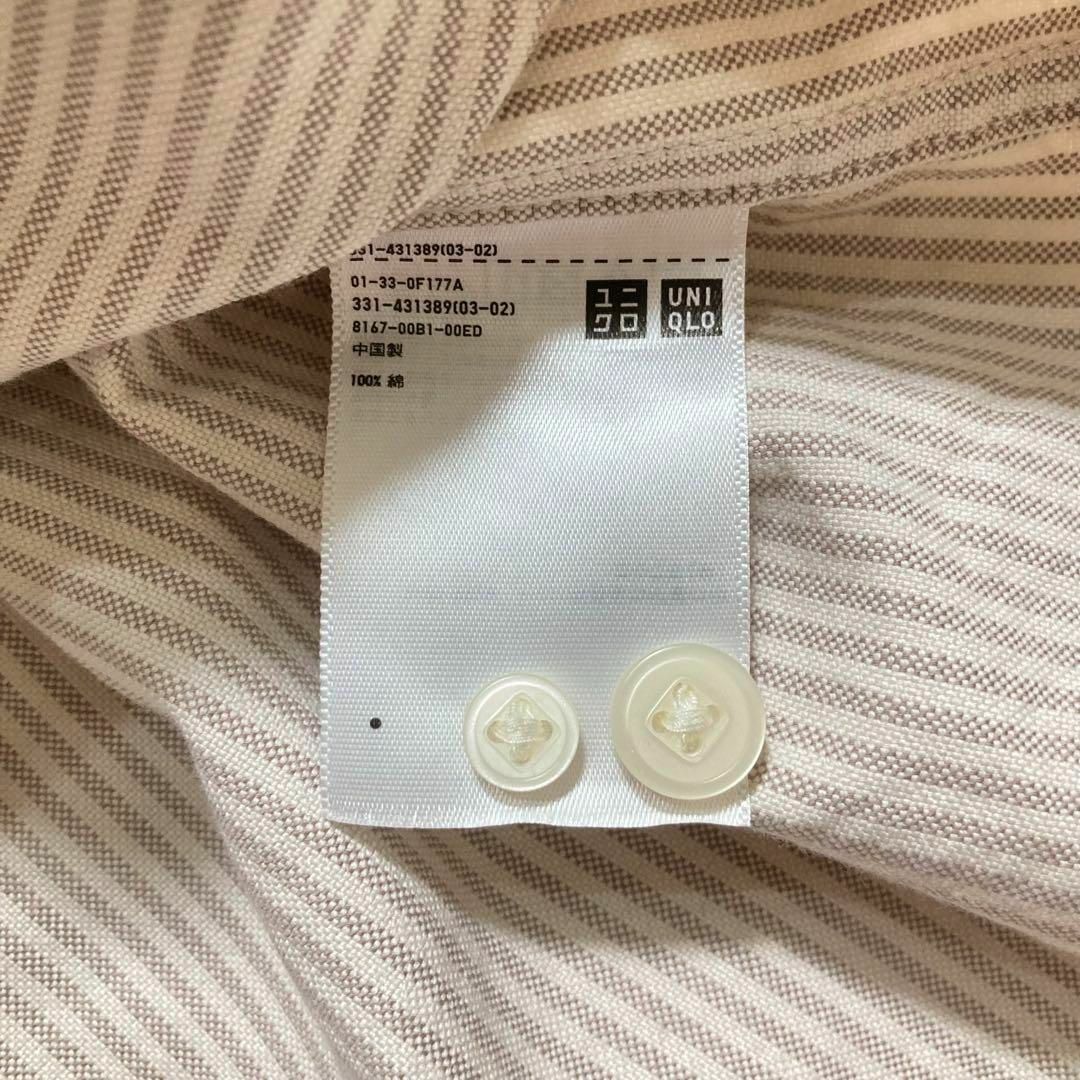 331-431389(03-02)
01-33-0F177A
331-431389(03-02)
8167-00B1-00ED
中国製
100% 綿
ユニ
クロ
UNI
QLO